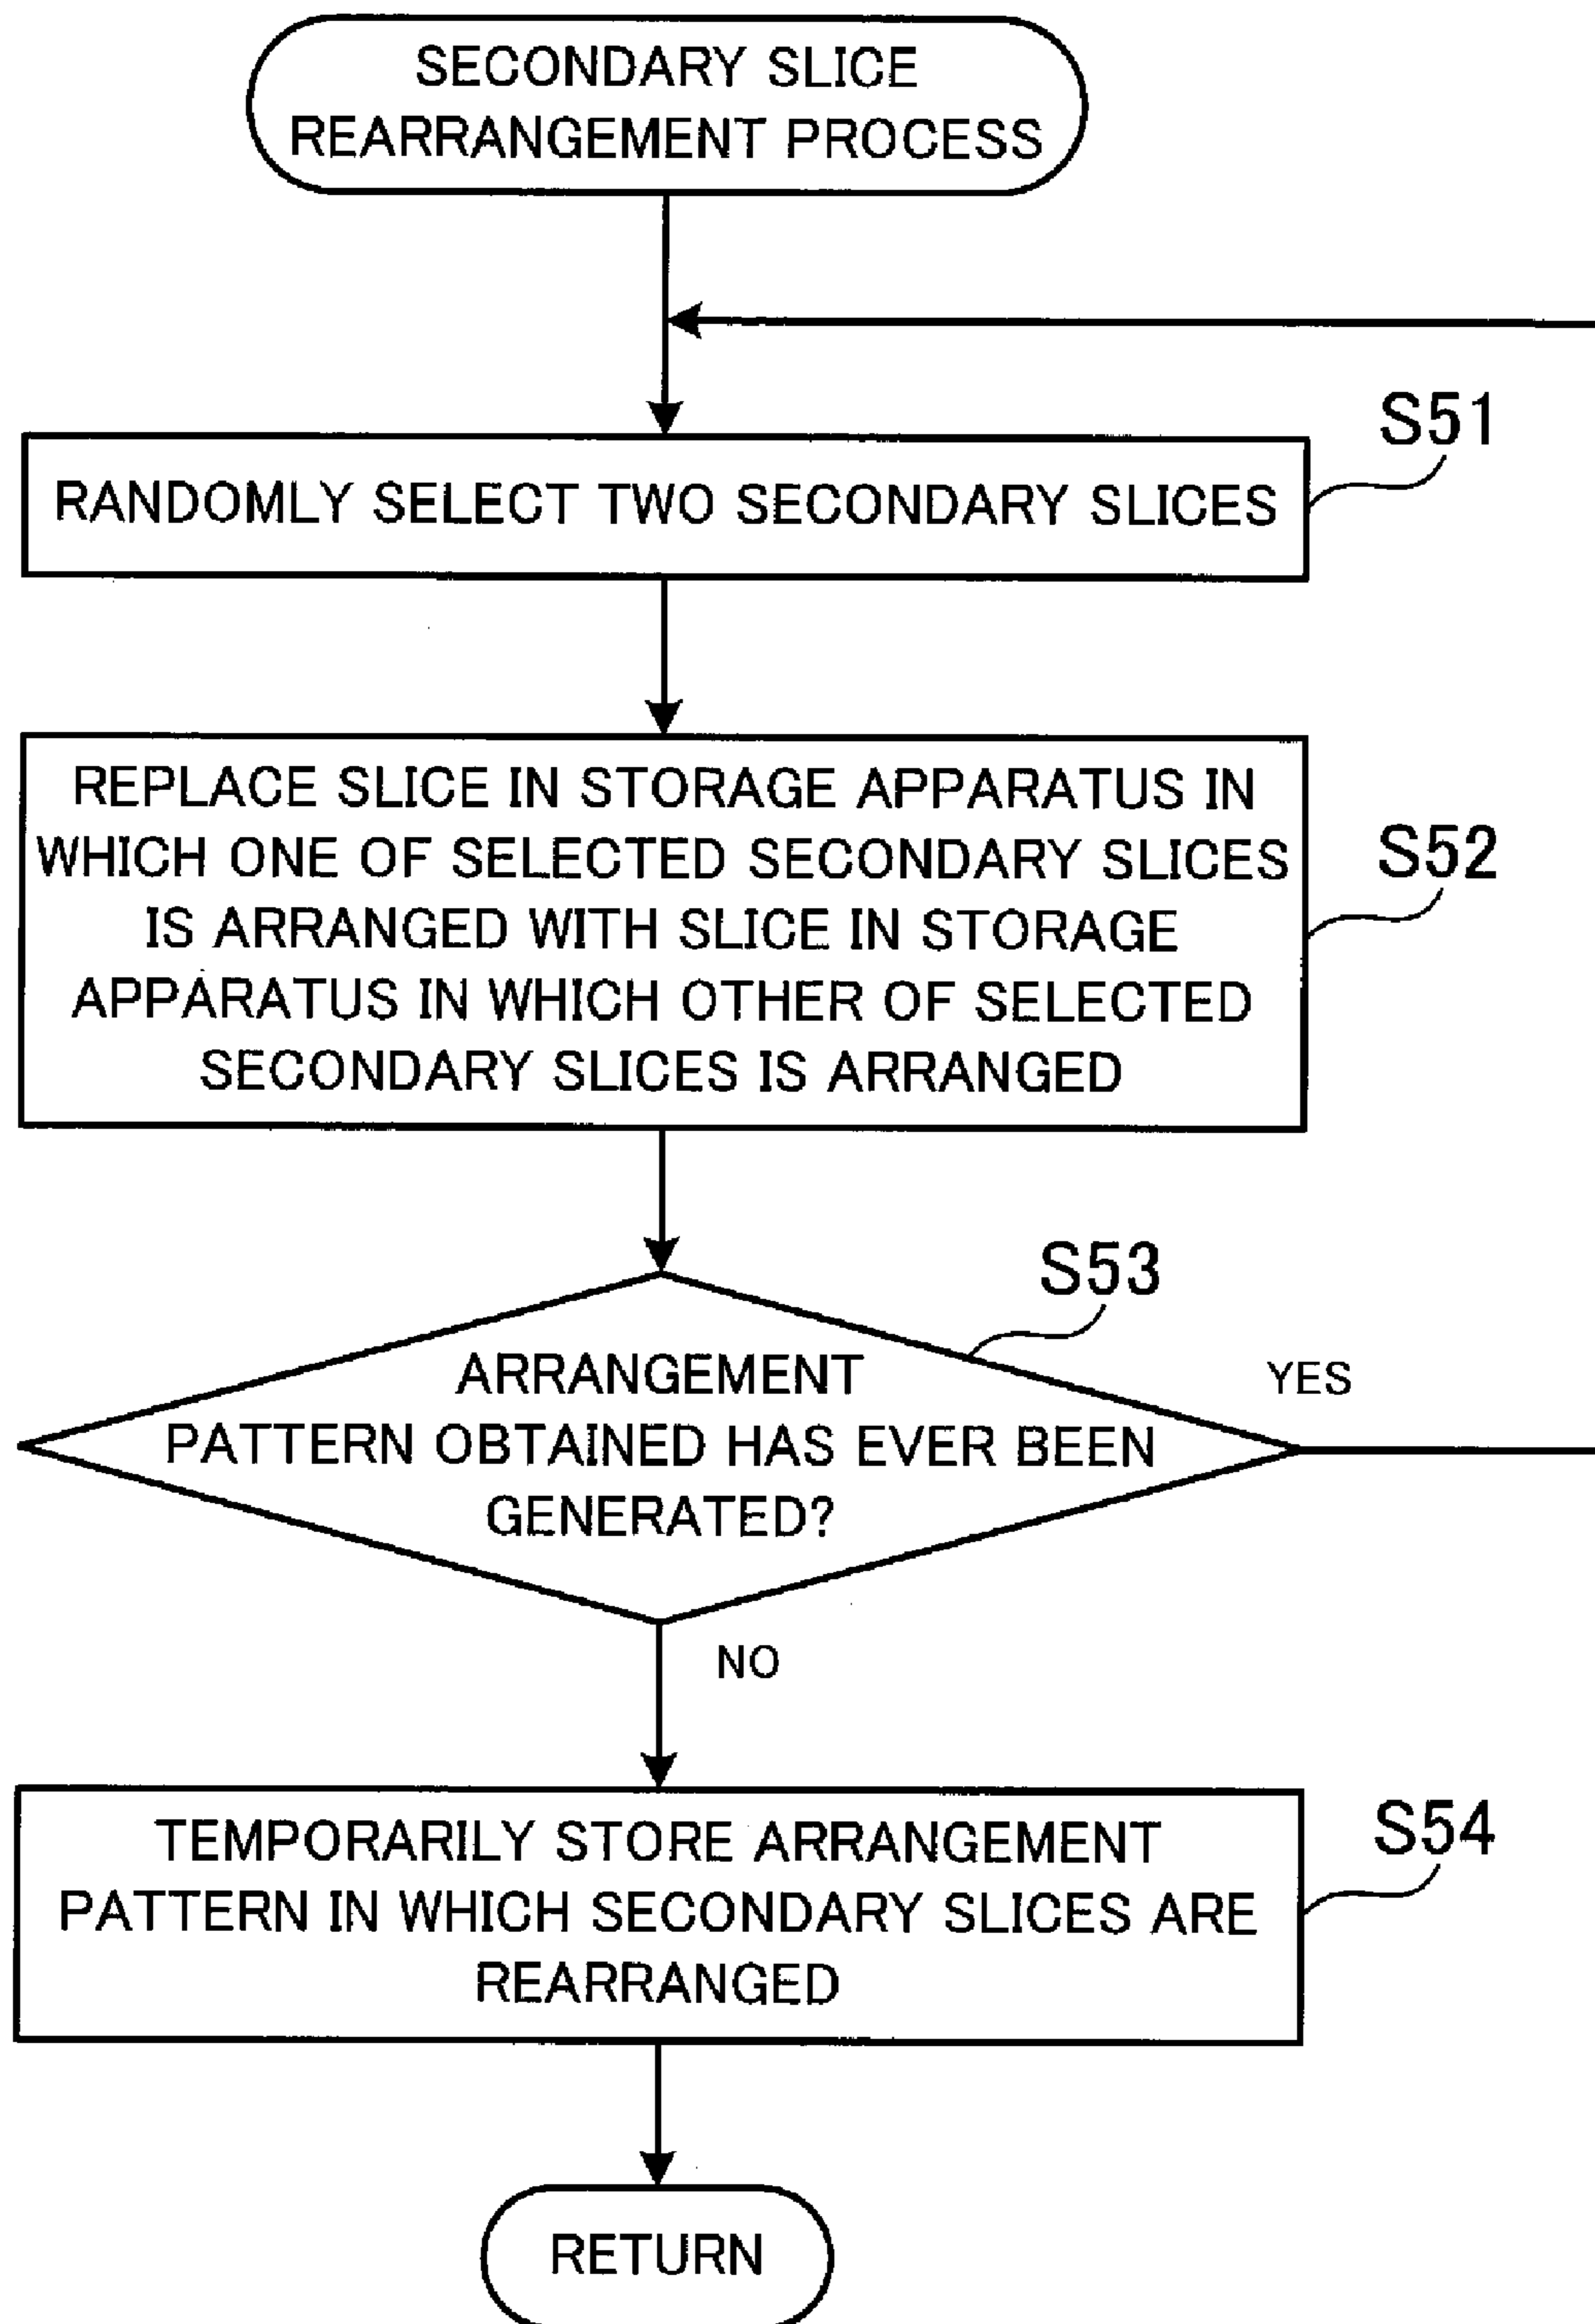 SECONDARY SLICE
REARRANGEMENT PROCESS
S51
RANDOMLY SELECT TWO SECONDARY SLICES
S52
REPLACE SLICE IN STORAGE APPARATUS IN
WHICH ONE OF SELECTED SECONDARY SLICES
IS ARRANGED WITH SLICE IN STORAGE
APPARATUS IN WHICH OTHER OF SELECTED
SECONDARY SLICES IS ARRANGED
S53
ARRANGEMENT
PATTERN OBTAINED HAS EVER BEEN
GENERATED?
YES
NO
S54
TEMPORARILY STORE ARRANGEMENT
PATTERN IN WHICH SECONDARY SLICES ARE
REARRANGED
RETURN